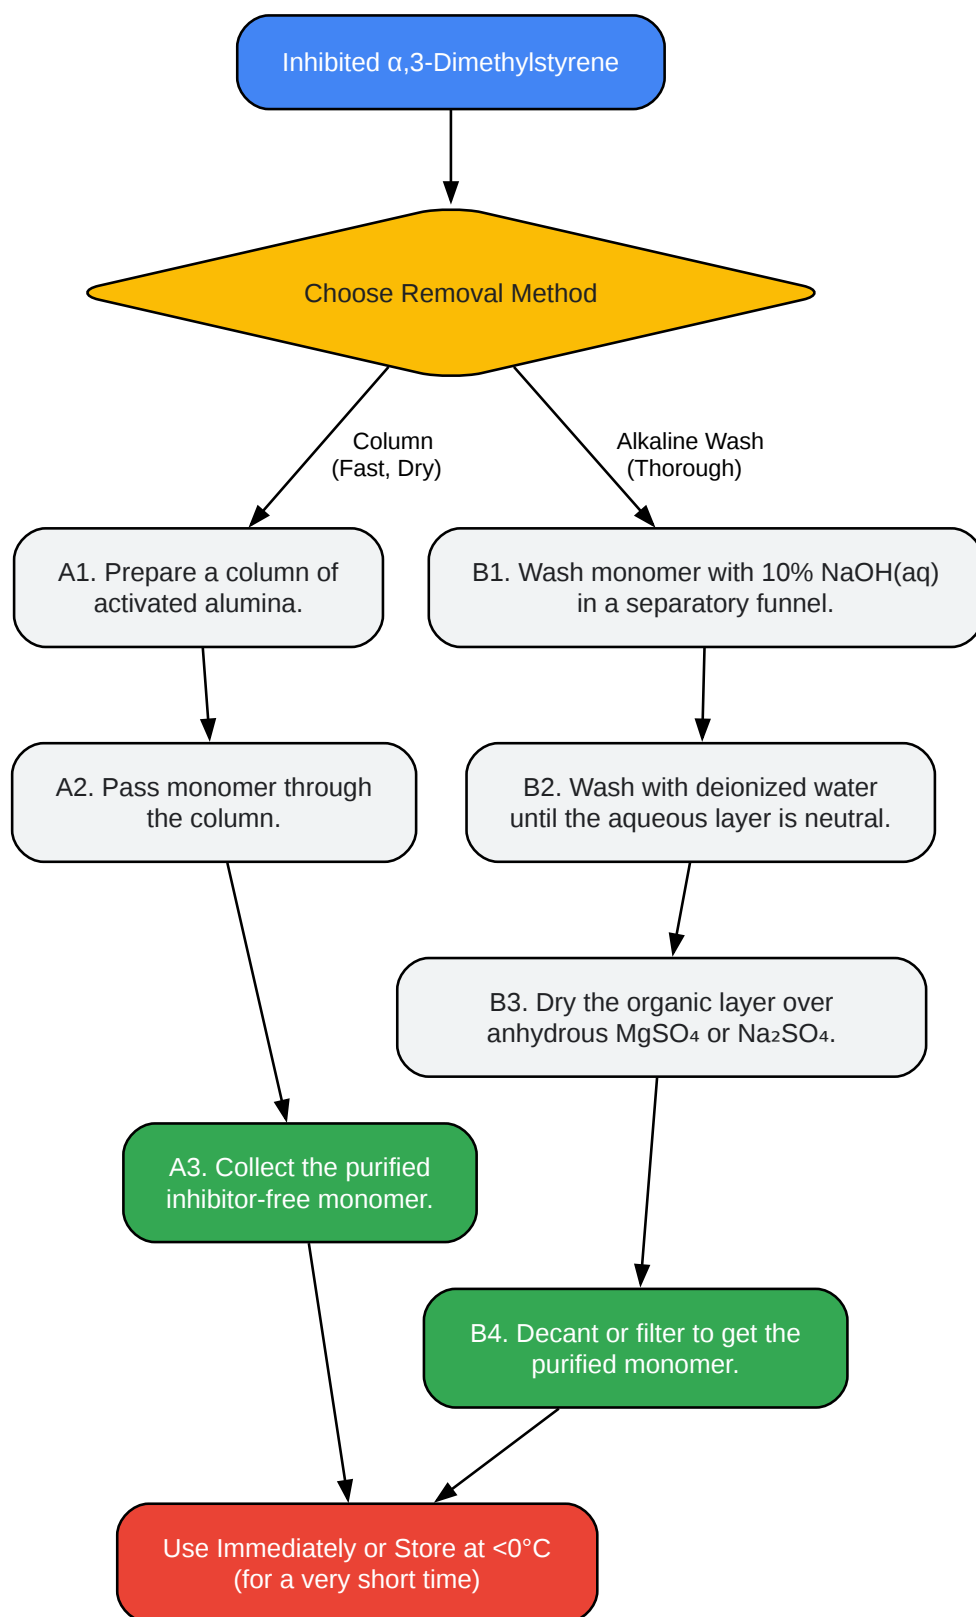 Inhibited α,3-Dimethylstyrene
Choose Removal Method
Column
(Fast, Dry)
Alkaline Wash
(Thorough)
A1. Prepare a column of
activated alumina.
B1. Wash monomer with 10% NaOH(aq)
in a separatory funnel.
A2. Pass monomer through
the column.
B2. Wash with deionized water
until the aqueous layer is neutral.
B3. Dry the organic layer over
anhydrous MgSO₄ or Na₂SO₄.
A3. Collect the purified
inhibitor-free monomer.
B4. Decant or filter to get the
purified monomer.
Use Immediately or Store at <0°C
(for a very short time)